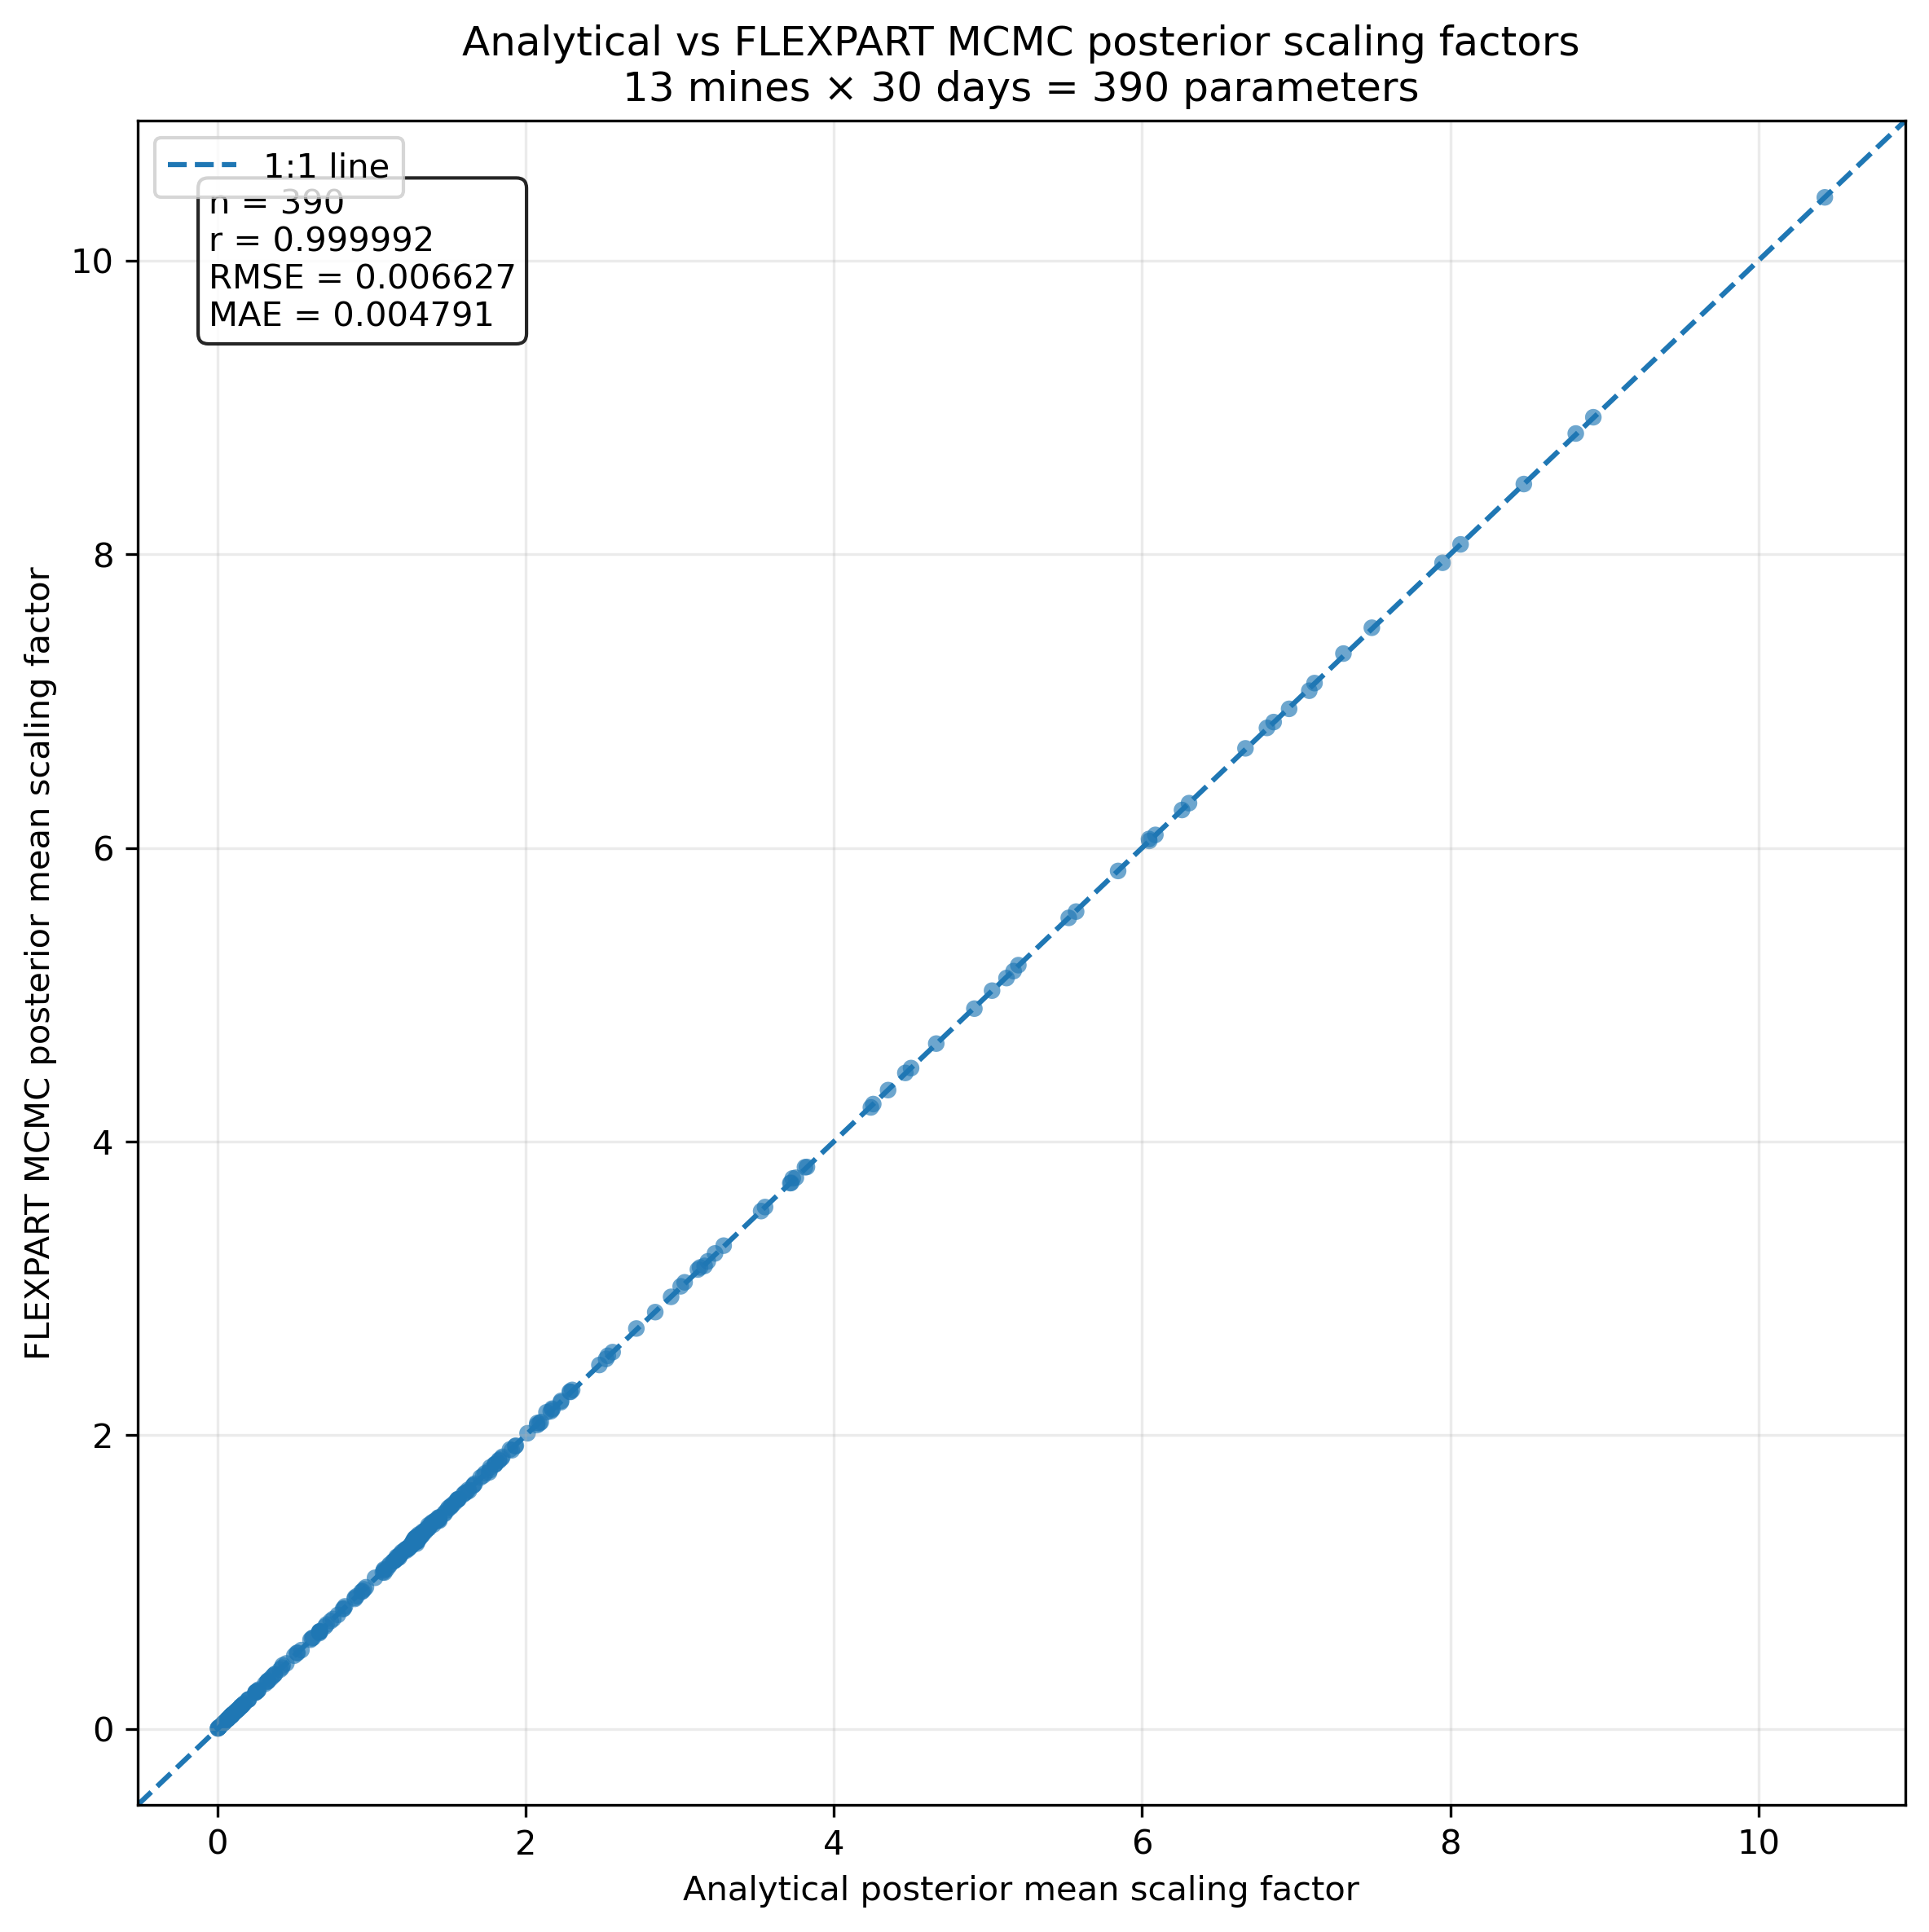 Analytical vs FLEXPART MCMC posterior scaling factors
13 mines × 30 days = 390 parameters
1:1 line
n = 390
r = 0.999992
RMSE = 0.006627
MAE = 0.004791
FLEXPART MCMC posterior mean scaling factor
10
8
6
4
2
0
0 2 4 6 8 10
Analytical posterior mean scaling factor